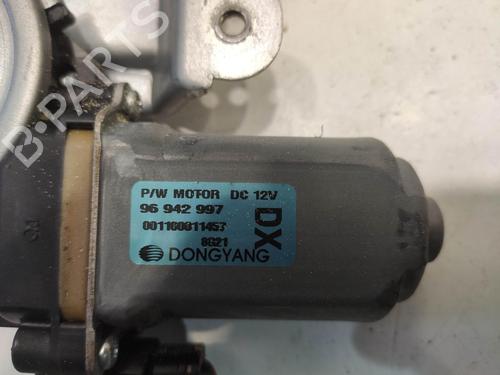 B-PARTS
P/W MOTOR DC 12V
96 942 997
001160811457
8G21
DX
DONGYANG